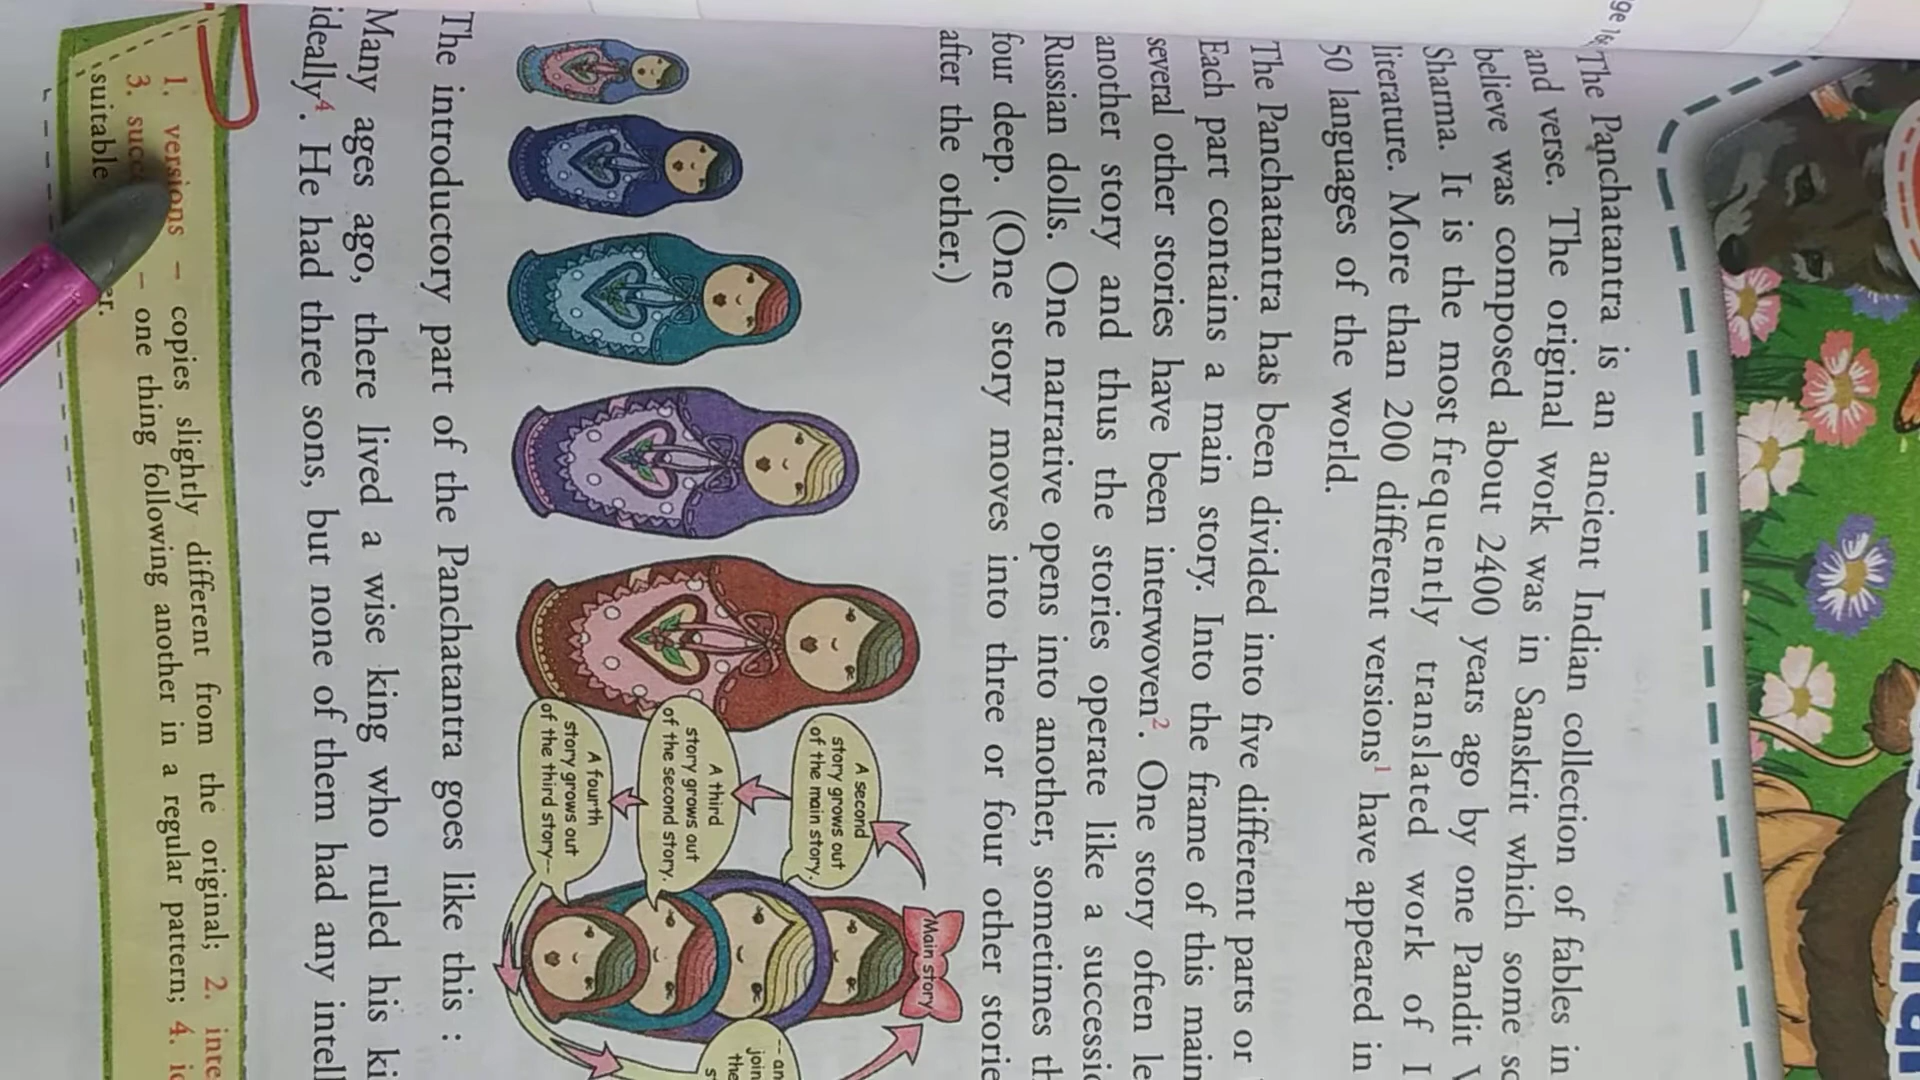 The Panchatantra is an ancient Indian collection of fables in
and verse. The original work was in Sanskrit which some
believe was composed about 2400 years ago by one Pandit
Sharma. It is the most frequently translated work of
literature. More than 200 different versions¹ have appeared in
50 languages of the world.
The Panchatantra has been divided into five different parts or
Each part contains a main story. Into the frame of this main
several other stories have been interwoven². One story often
another story and thus the stories operate like a
Russian dolls. One narrative opens into another, sometimes
four deep. (One story moves into three or four other
after the other.)
Main story
A second
story grows out
of the main story.
A third
story grows out
of the second story.
A fourth
story grows out
of the third story–
The introductory part of the Panchatantra goes like this :
Many ages ago, there lived a wise king who ruled his
ideally⁴. He had three sons, but none of them had any
1. versions – copies slightly different from the original; 2.
3. – one thing following another in a regular pattern; 4.
suitable